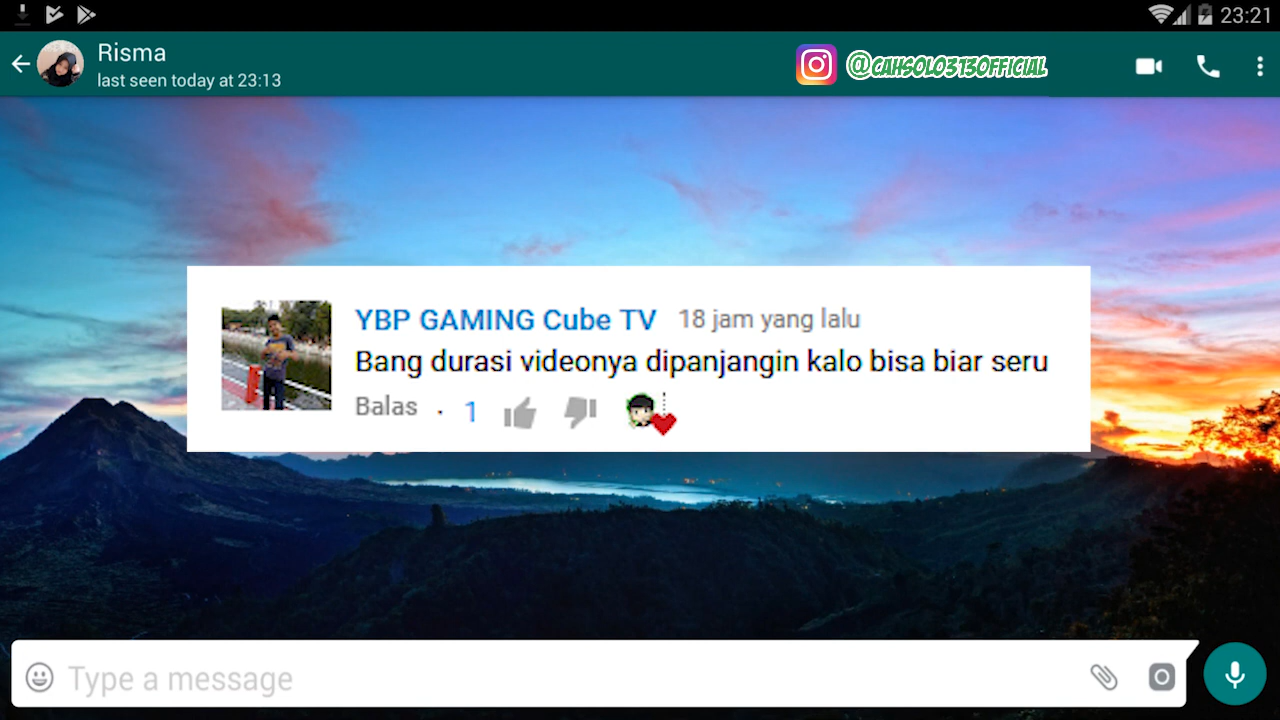 23:21
Risma
last seen today at 23:13
@CAHSOLO313OFFICIAL
YBP GAMING Cube TV 18 jam yang lalu
Bang durasi videonya dipanjangin kalo bisa biar seru
Balas . 1
Type a message